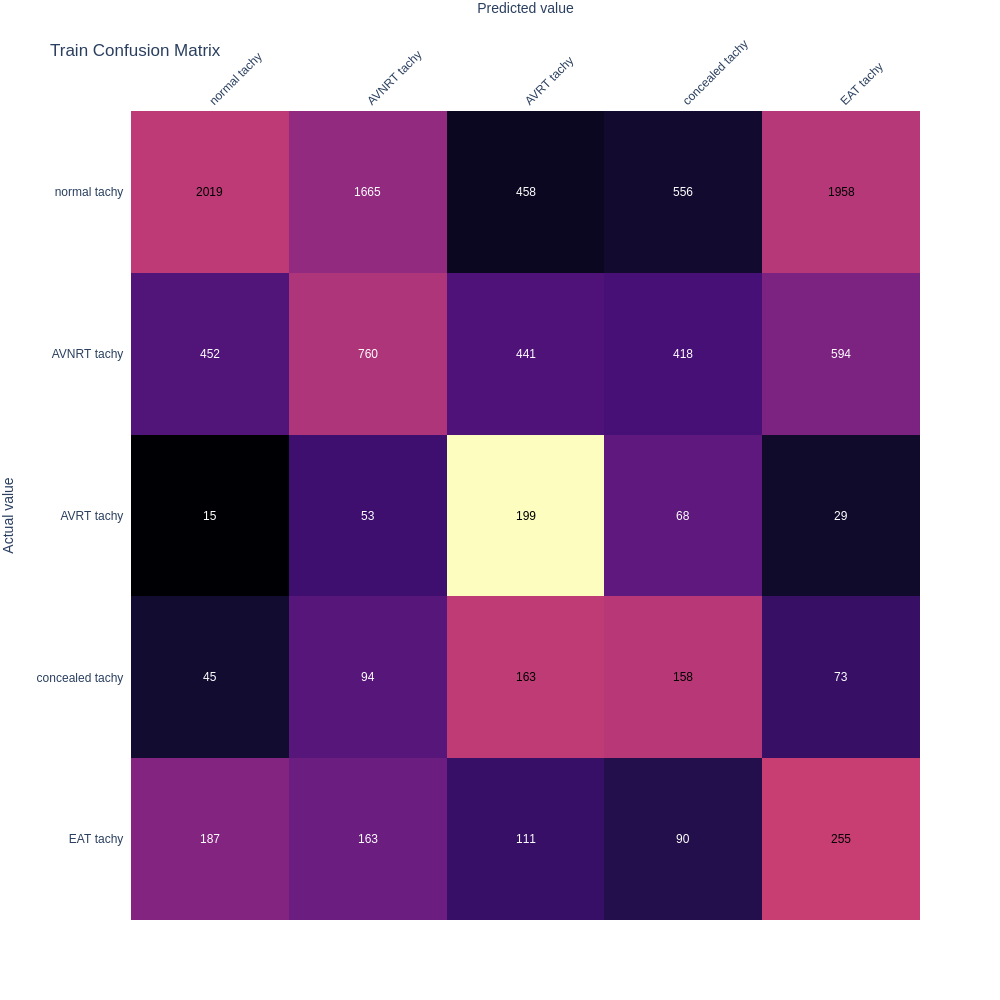 Predicted value
Train Confusion Matrix
normal tachy
AVNRT tachy
AVRT tachy
concealed tachy
EAT tachy
normal tachy 2019 1665 458 556 1958
AVNRT tachy 452 760 441 418 594
Actual value
AVRT tachy 15 53 199 68 29
concealed tachy 45 94 163 158 73
EAT tachy 187 163 111 90 255